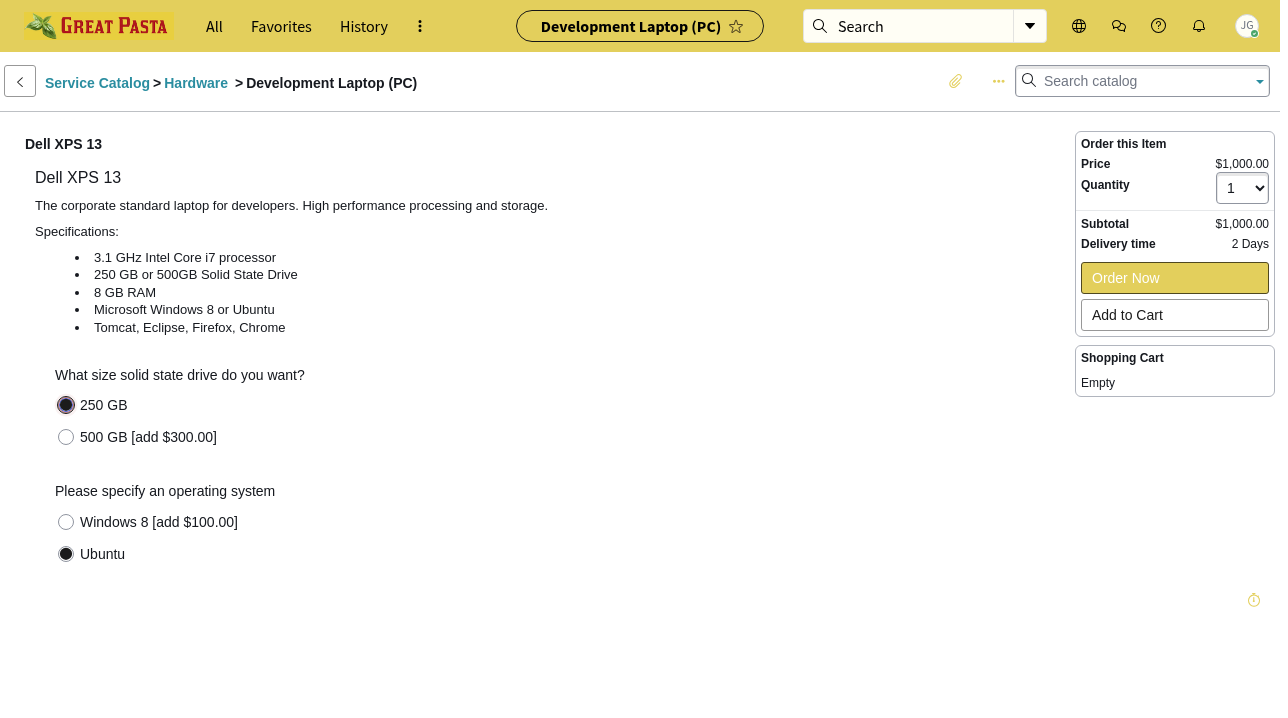 GREAT PASTA
All
Favorites
History
Development Laptop (PC)
Search
JG
Service Catalog > Hardware > Development Laptop (PC)
Search catalog
Dell XPS 13
Dell XPS 13
The corporate standard laptop for developers. High performance processing and storage.
Specifications:
3.1 GHz Intel Core i7 processor
250 GB or 500GB Solid State Drive
8 GB RAM
Microsoft Windows 8 or Ubuntu
Tomcat, Eclipse, Firefox, Chrome
What size solid state drive do you want?
250 GB
500 GB [add $300.00]
Please specify an operating system
Windows 8 [add $100.00]
Ubuntu
Order this Item
Price $1,000.00
Quantity 1
Subtotal $1,000.00
Delivery time 2 Days
Order Now
Add to Cart
Shopping Cart
Empty